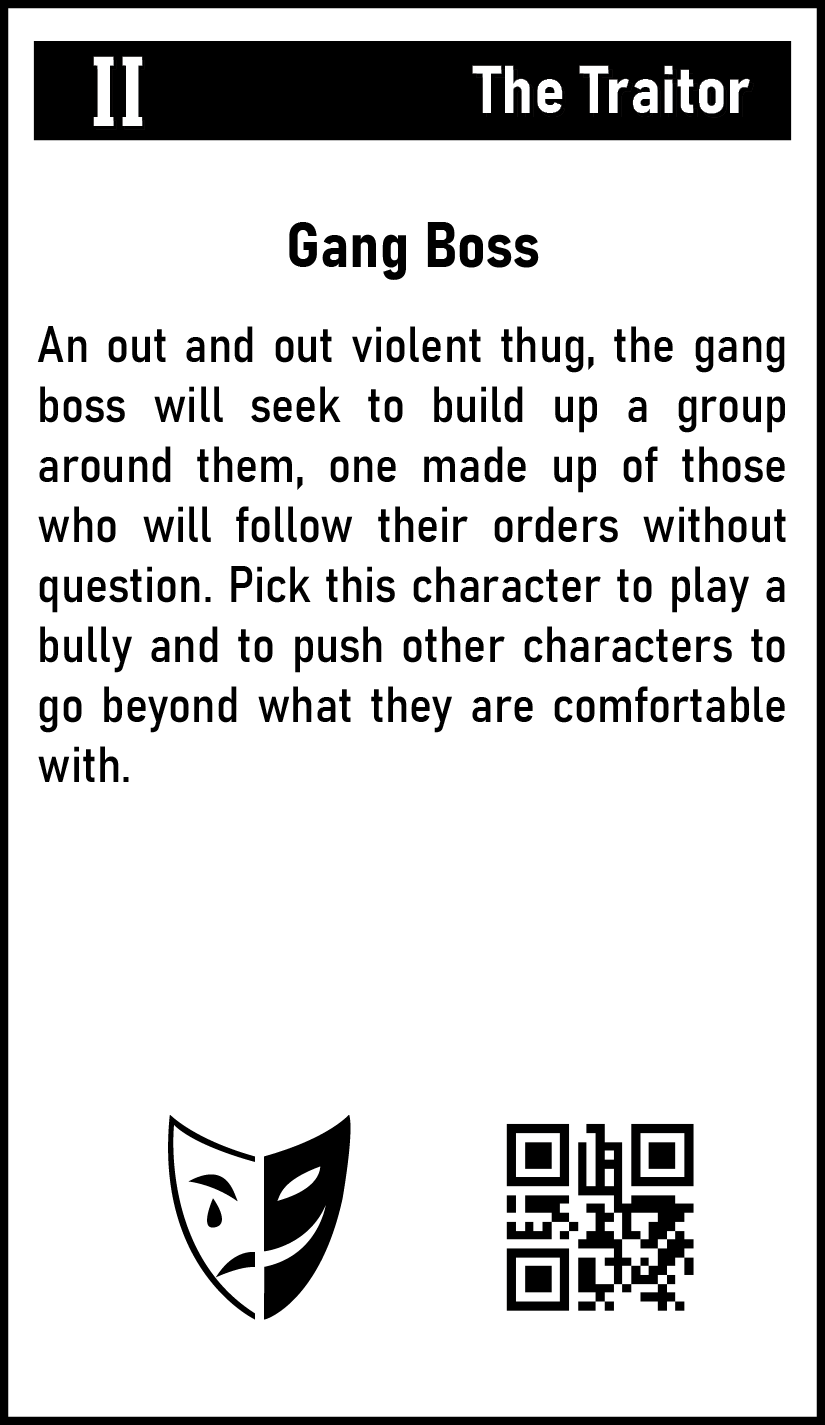 II The Traitor
Gang Boss
An out and out violent thug, the gang
boss will seek to build up a group
around them, one made up of those
who will follow their orders without
question. Pick this character to play a
bully and to push other characters to
go beyond what they are comfortable
with.